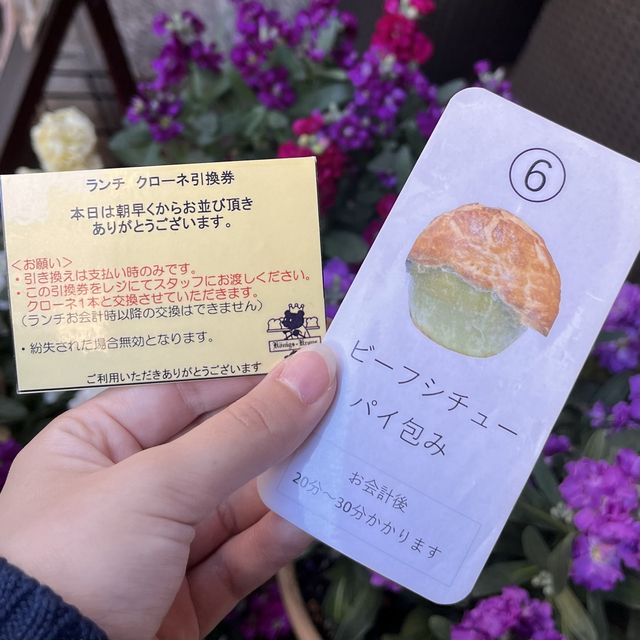 ランチ クローネ引換券
本日は朝早くからお並び頂き
ありがとうございます。
＜お願い＞
・引き換えは支払い時のみです。
・この引換券をレジにてスタッフにお渡しください。
クローネ1本と交換させていただきます。
（ランチお会計時以降の交換はできません）
・紛失された場合無効となります。
Königs-Krone
ご利用いただきありがとうございます
⑥
ビーフシチュー
パイ包み
お会計後
20分～30分かかります